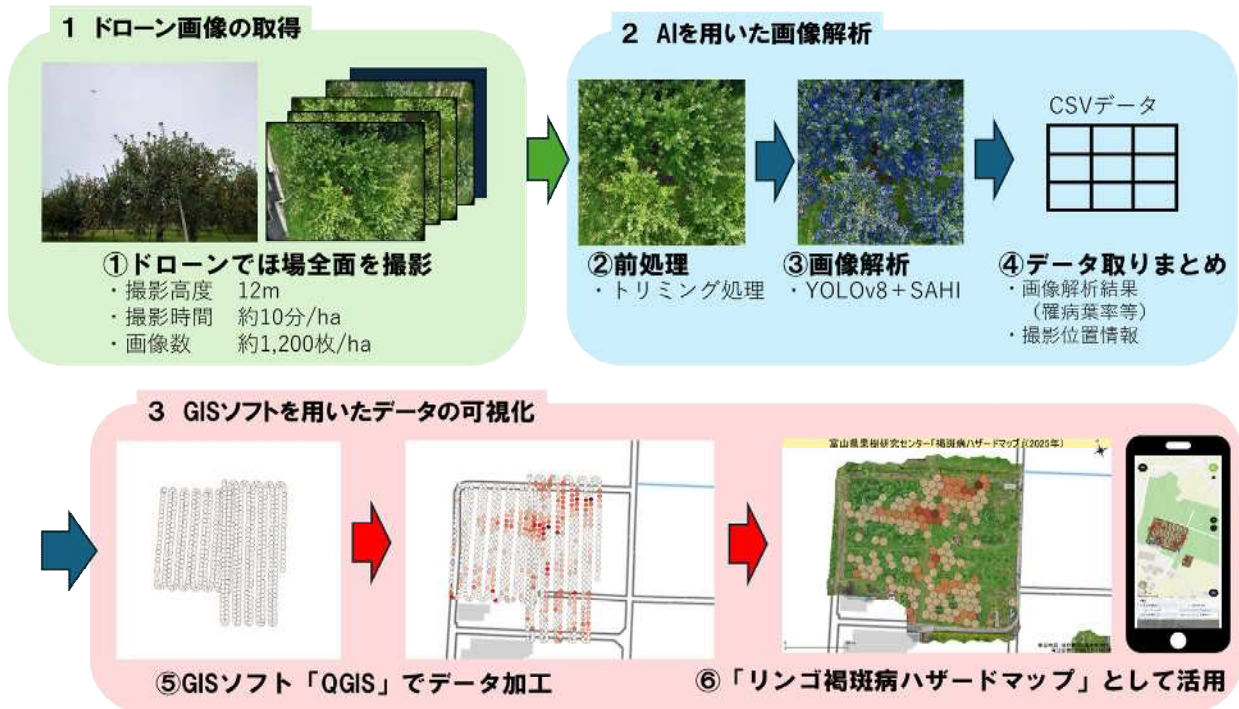 1 ドローン画像の取得
①ドローンでほ場全面を撮影
・撮影高度 12m
・撮影時間 約10分/ha
・画像数 約1,200枚/ha
2 AIを用いた画像解析
CSVデータ
②前処理
・トリミング処理
③画像解析
・YOLOv8+SAHI
④データ取りまとめ
・画像解析結果
（罹病葉率等）
・撮影位置情報
3 GISソフトを用いたデータの可視化
富山県果樹研究センター「褐斑病ハザードマップ」(2025年)
⑤GISソフト「QGIS」でデータ加工
⑥「リンゴ褐斑病ハザードマップ」として活用